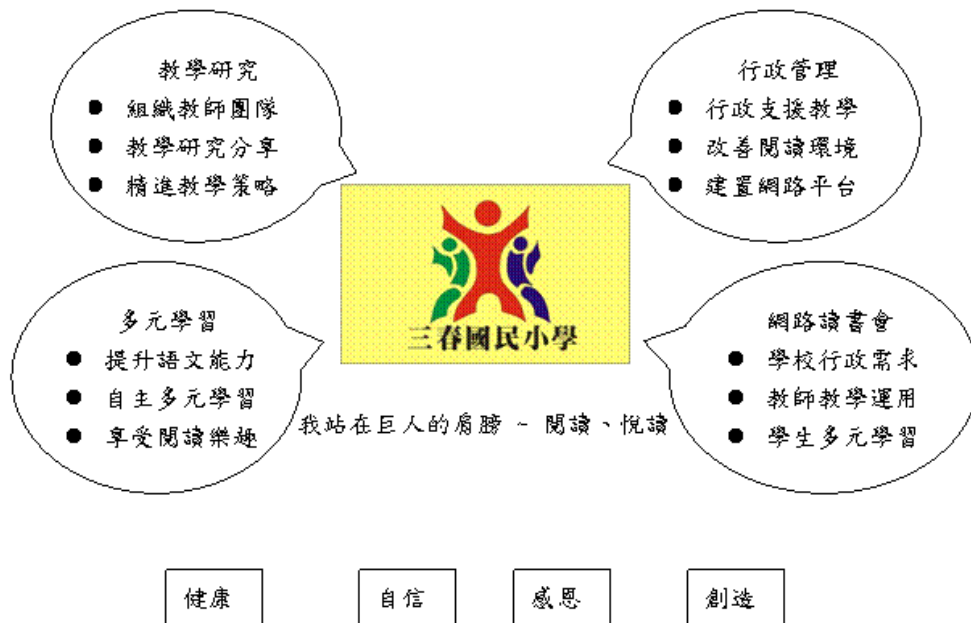 教學研究
● 組織教師團隊
● 教學研究分享
● 精進教學策略
行政管理
● 行政支援教學
● 改善閱讀環境
● 建置網路平台
三春國民小學
多元學習
● 提升語文能力
● 自主多元學習
● 享受閱讀樂趣
網路讀書會
● 學校行政需求
● 教師教學運用
● 學生多元學習
我站在巨人的肩膀 ~ 閱讀、悅讀
健康
自信
感恩
創造